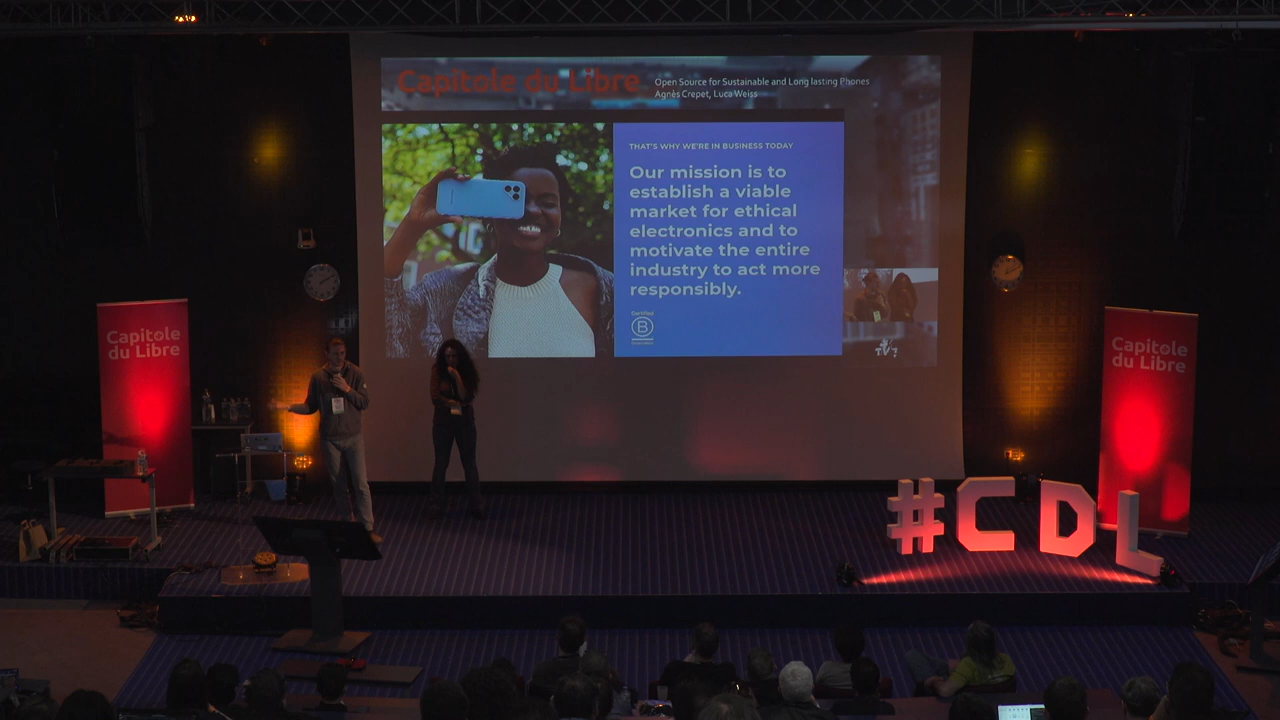 Capitole du Libre
Open Source for Sustainable and Long lasting Phones
Agnès Crepet, Luca Weiss
THAT'S WHY WE'RE IN BUSINESS TODAY
Our mission is to
establish a viable
market for ethical
electronics and to
motivate the entire
industry to act more
responsibly.
Certified
B
Capitole
du Libre
Capitole
du Libre
#CDL